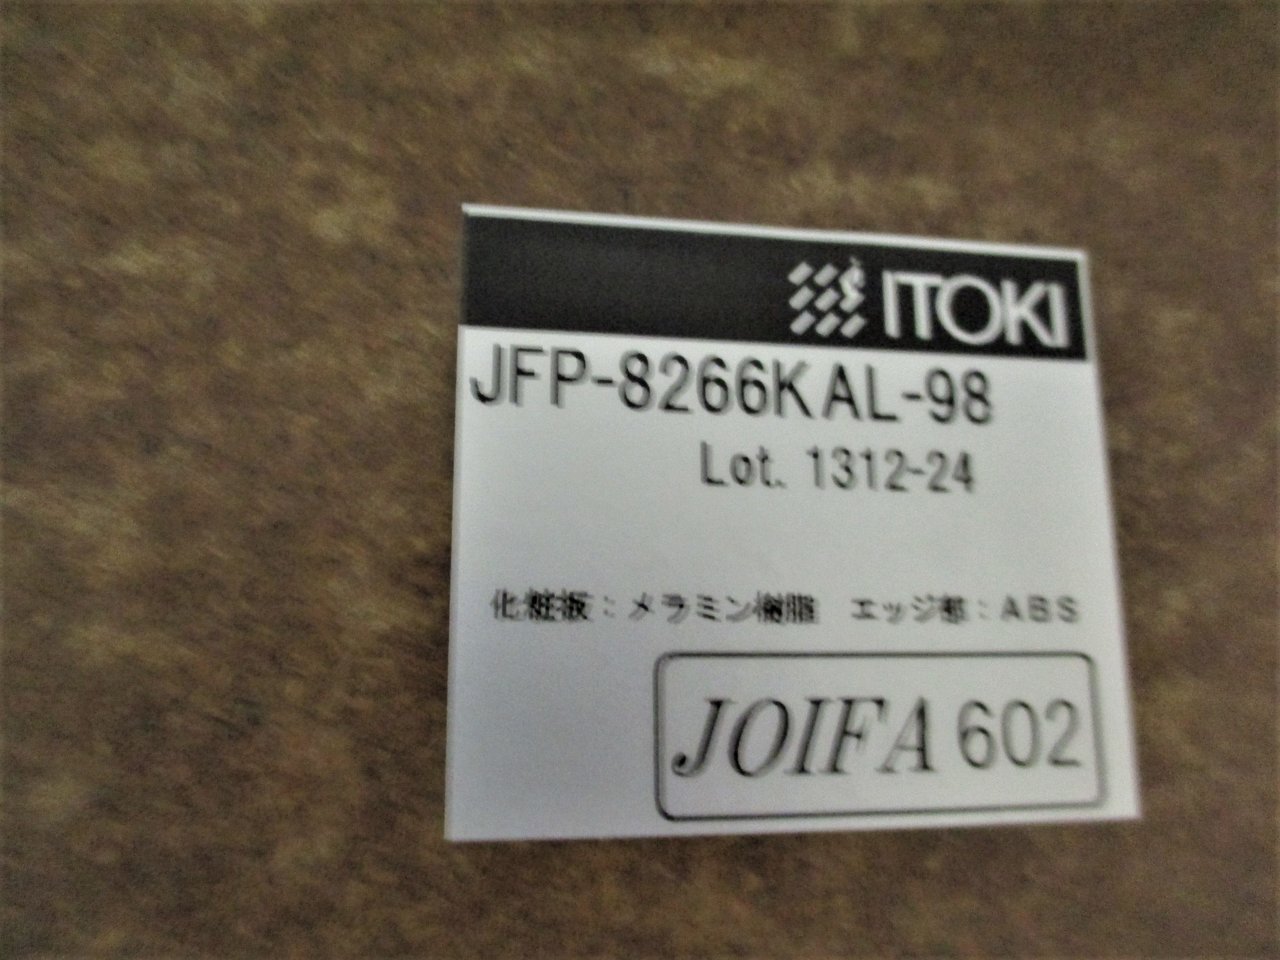 ITOKI
JFP-8266KAL-98
Lot. 1312-24
化粧板：メラミン樹脂 エッジ部：ABS
JOIFA 602